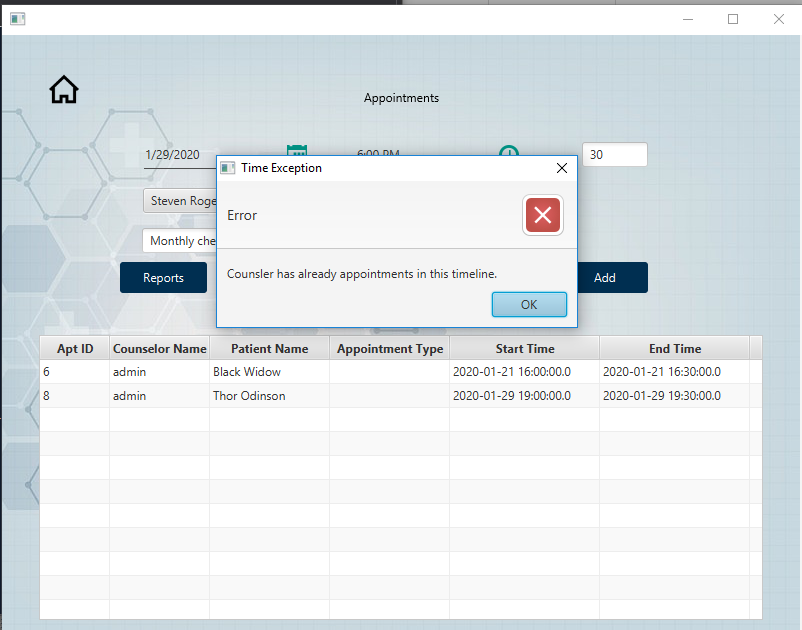 Appointments
1/29/2020
6:00 PM
30
Time Exception
Steven Roge
Error
Monthly che
Reports
Counsler has already appointments in this timeline.
Add
OK
Apt ID Counselor Name Patient Name Appointment Type Start Time End Time
6 admin Black Widow 2020-01-21 16:00:00.0 2020-01-21 16:30:00.0
8 admin Thor Odinson 2020-01-29 19:00:00.0 2020-01-29 19:30:00.0